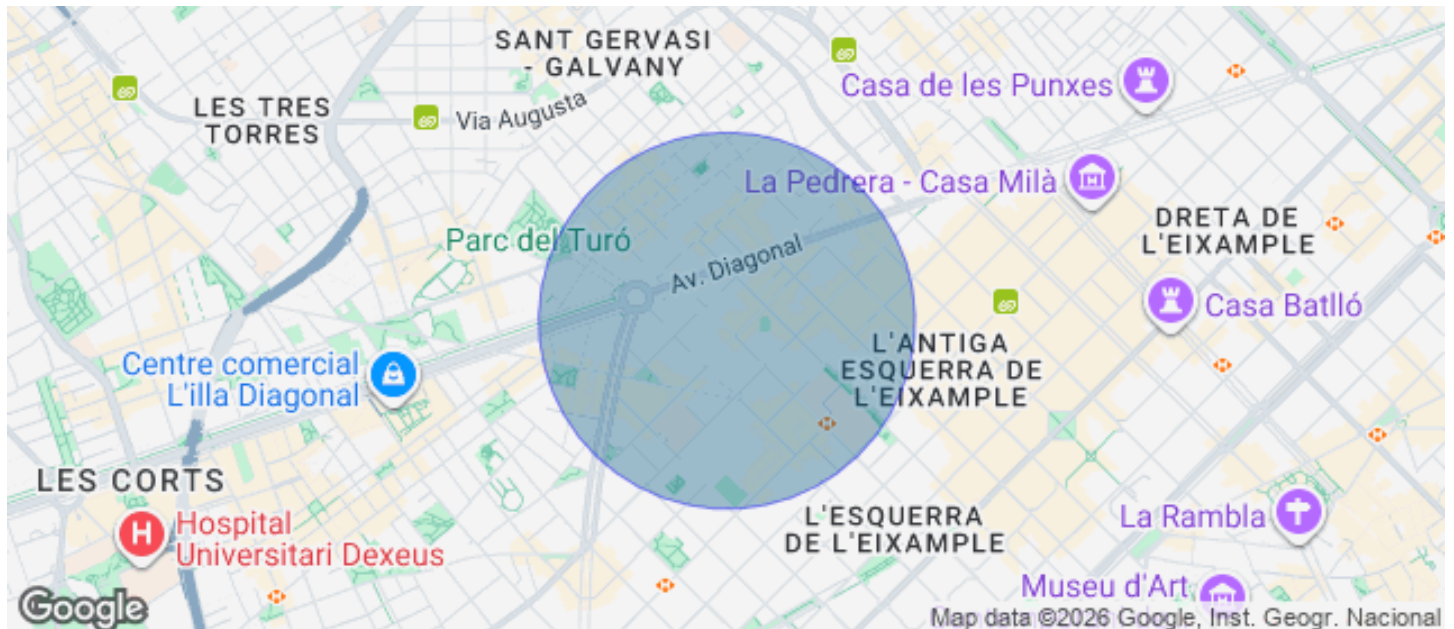 SANT GERVASI
- GALVANY
Casa de les Punxes
LES TRES
TORRES
Via Augusta
La Pedrera - Casa Milà
DRETA DE
L'EIXAMPLE
Parc del Turó
Av. Diagonal
Casa Batlló
L'ANTIGA
ESQUERRA DE
L'EIXAMPLE
Centre comercial
L'illa Diagonal
LES CORTS
H
Hospital
Universitari Dexeus
L'ESQUERRA
DE L'EIXAMPLE
La Rambla
Museu d'Art
Google
Map data ©2026 Google, Inst. Geogr. Nacional